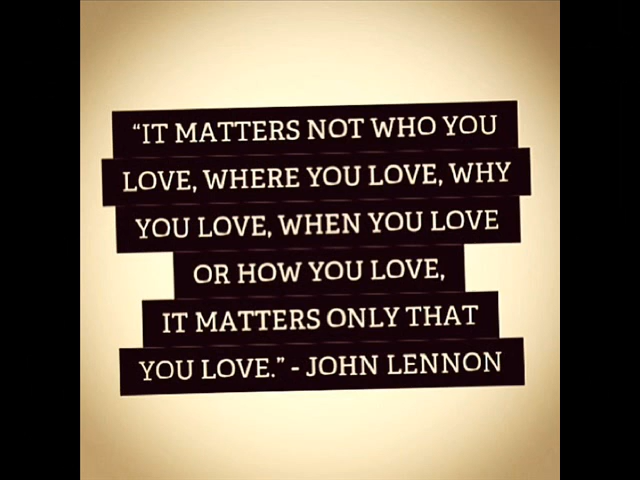 “IT MATTERS NOT WHO YOU
LOVE, WHERE YOU LOVE, WHY
YOU LOVE, WHEN YOU LOVE
OR HOW YOU LOVE,
IT MATTERS ONLY THAT
YOU LOVE.” - JOHN LENNON